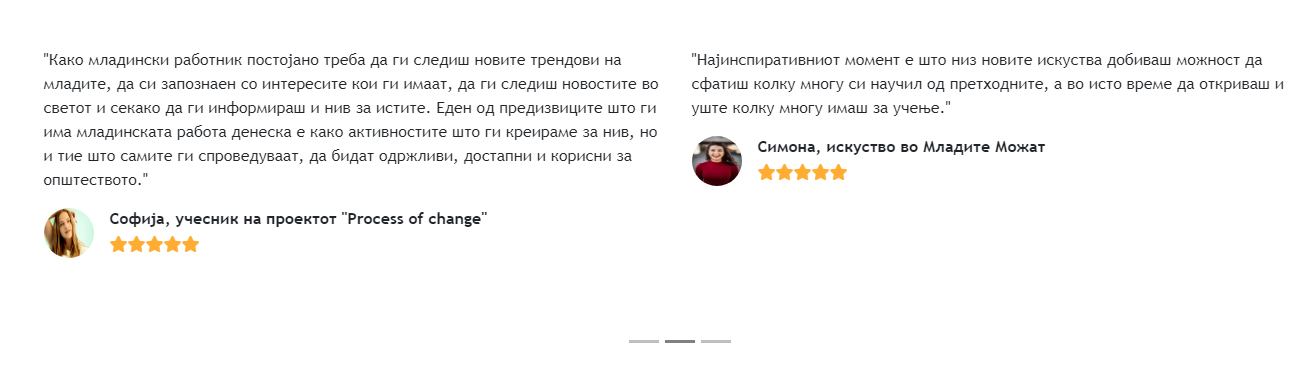 "Како младински работник постојано треба да ги следиш новите трендови на
младите, да си запознаен со интересите кои ги имаат, да ги следиш новостите во
светот и секако да ги информираш и нив за истите. Еден од предизвиците што ги
има младинската работа денеска е како активностите што ги креираме за нив, но
и тие што самите ги спроведуваат, да бидат одржливи, достапни и корисни за
општеството."
Софија, учесник на проектот "Process of change"
"Најинспиративниот момент е што низ новите искуства добиваш можност да
сфатиш колку многу си научил од претходните, а во исто време да откриваш и
уште колку многу имаш за учење."
Симона, искуство во Младите Можат